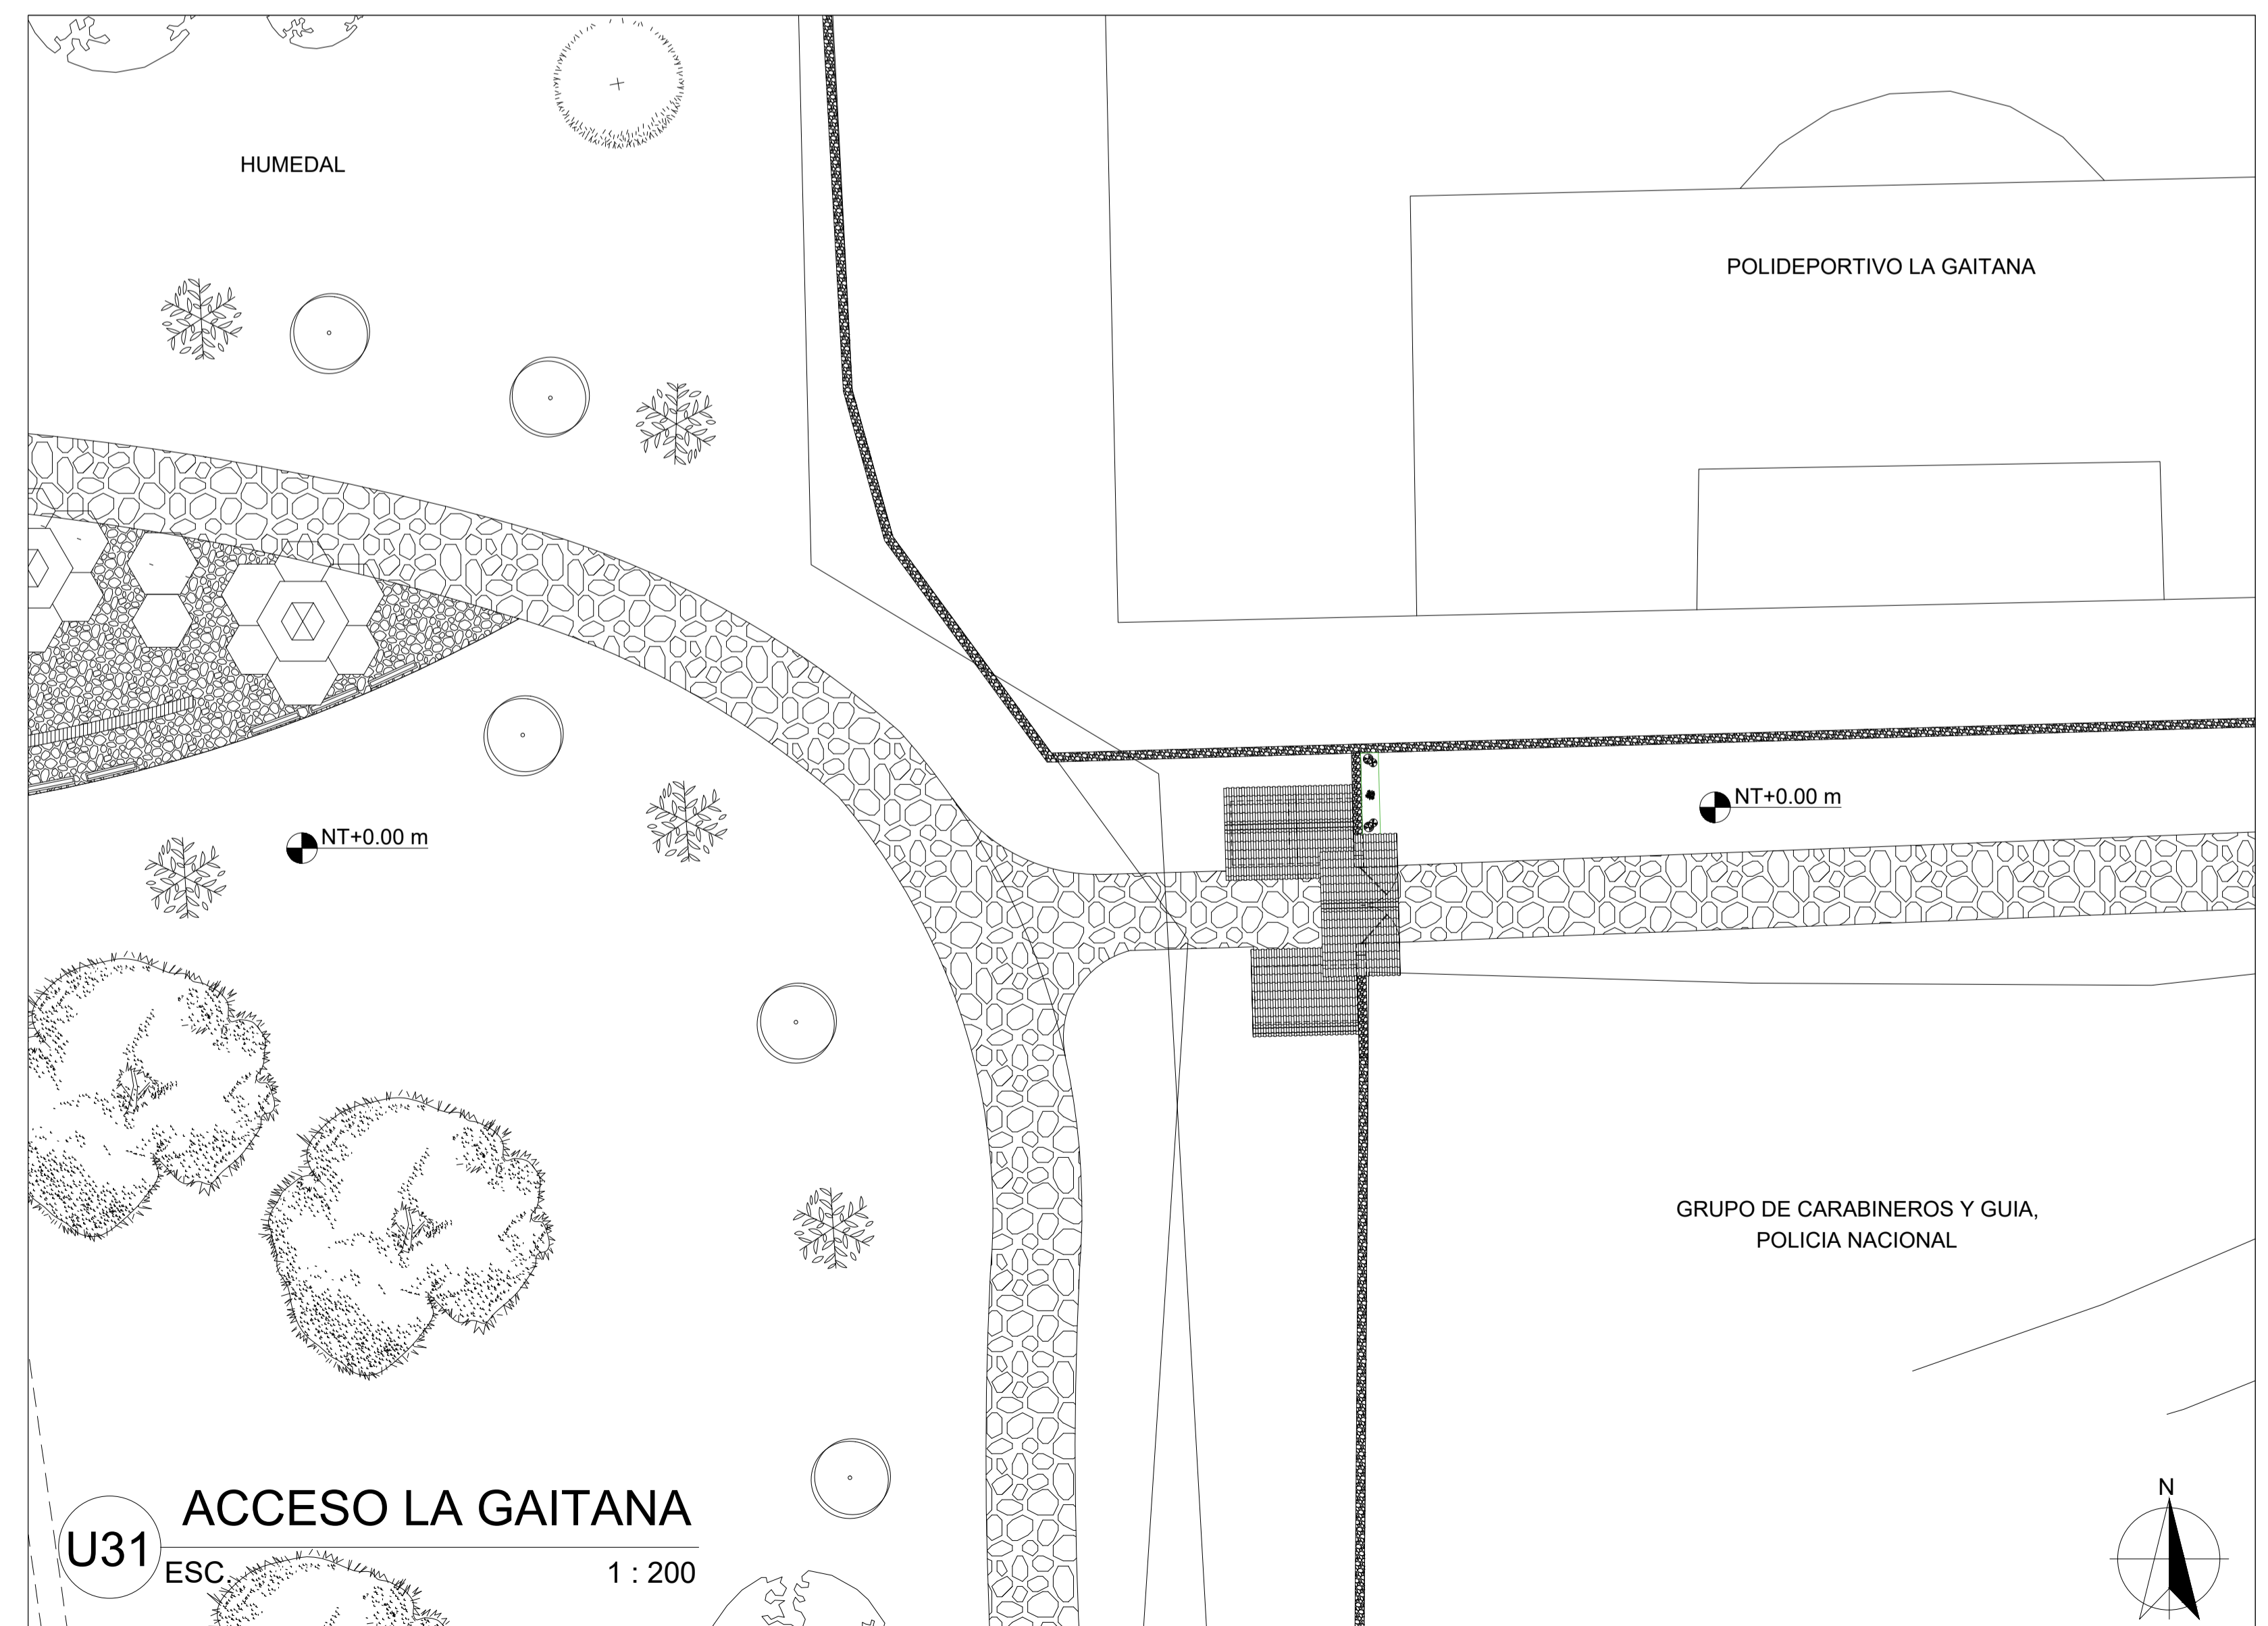 HUMEDAL
POLIDEPORTIVO LA GAITANA
NT+0.00 m
NT+0.00 m
GRUPO DE CARABINEROS Y GUIA,
POLICIA NACIONAL
N
U31
ACCESO LA GAITANA
ESC.
1 : 200